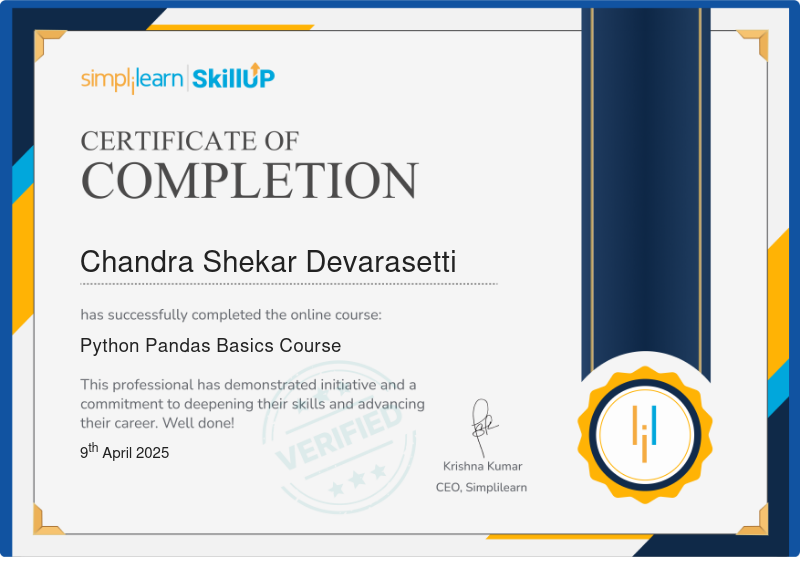 simplilearn | SkillUP
CERTIFICATE OF
COMPLETION
Chandra Shekar Devarasetti
has successfully completed the online course:
Python Pandas Basics Course
This professional has demonstrated initiative and a
commitment to deepening their skills and advancing
their career. Well done!
VERIFIED
9th April 2025
Krishna Kumar
CEO, Simplilearn